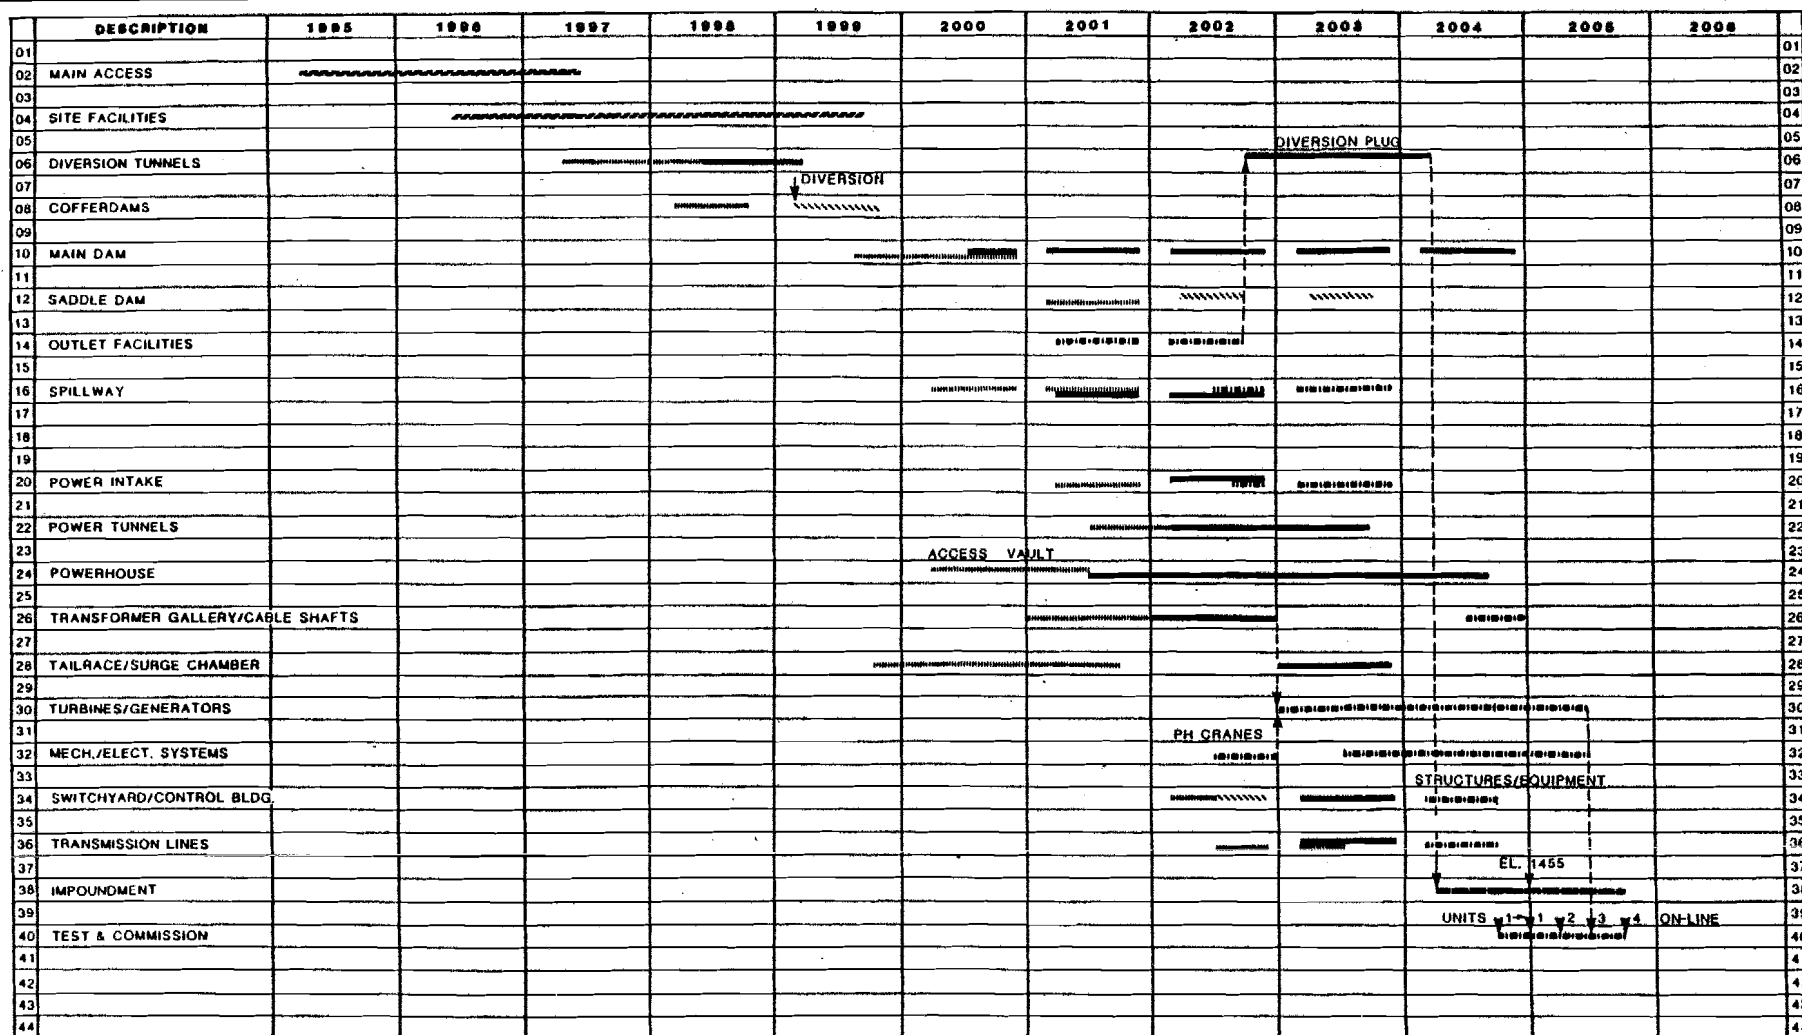 DESCRIPTION 1995 1996 1997 1998 1999 2000 2001 2002 2003 2004 2005 2006
01 01
02 MAIN ACCESS 02
03 03
04 SITE FACILITIES 04
05 DIVERSION PLUG 05
06 DIVERSION TUNNELS 06
07 DIVERSION 07
08 COFFERDAMS 08
09 09
10 MAIN DAM 10
11 11
12 SADDLE DAM 12
13 13
14 OUTLET FACILITIES 14
15 15
16 SPILLWAY 16
17 17
18 18
19 19
20 POWER INTAKE 20
21 21
22 POWER TUNNELS 22
23 ACCESS VAULT 23
24 POWERHOUSE 24
25 25
26 TRANSFORMER GALLERY/CABLE SHAFTS 26
27 27
28 TAILRACE/SURGE CHAMBER 28
29 29
30 TURBINES/GENERATORS 30
31 PH CRANES 31
32 MECH./ELECT. SYSTEMS 32
33 STRUCTURES/EQUIPMENT 33
34 SWITCHYARD/CONTROL BLDG. 34
35 35
36 TRANSMISSION LINES 36
37 EL. 1455 37
38 IMPOUNDMENT 38
39 UNITS 1 1 2 3 4 ON-LINE 39
40 TEST & COMMISSION 40
41 4
42 4
43 4
44 4